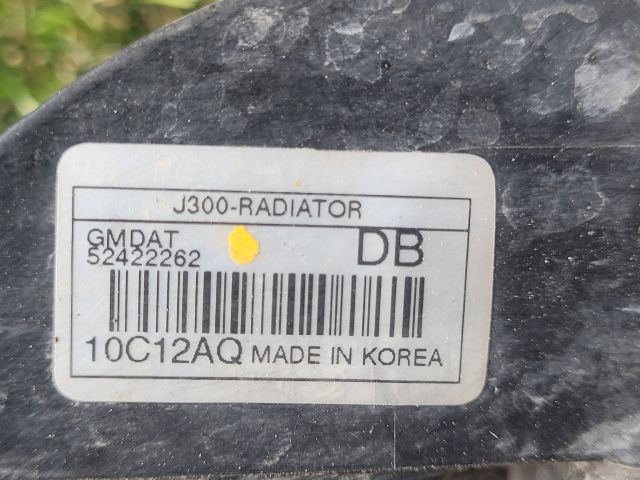 J300-RADIATOR
GMDAT DB
52422262
10C12AQ MADE IN KOREA